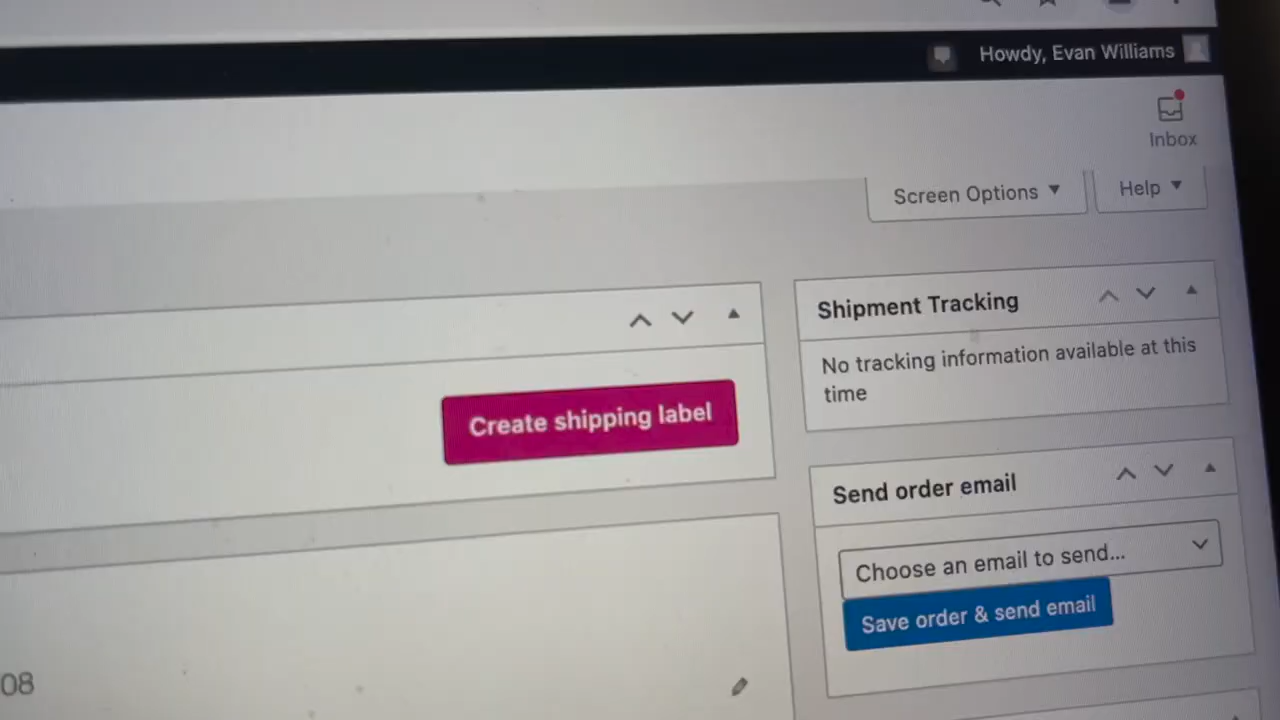 Howdy, Evan Williams
Inbox
Screen Options
Help
Shipment Tracking
No tracking information available at this
time
Create shipping label
Send order email
Choose an email to send...
Save order & send email
08